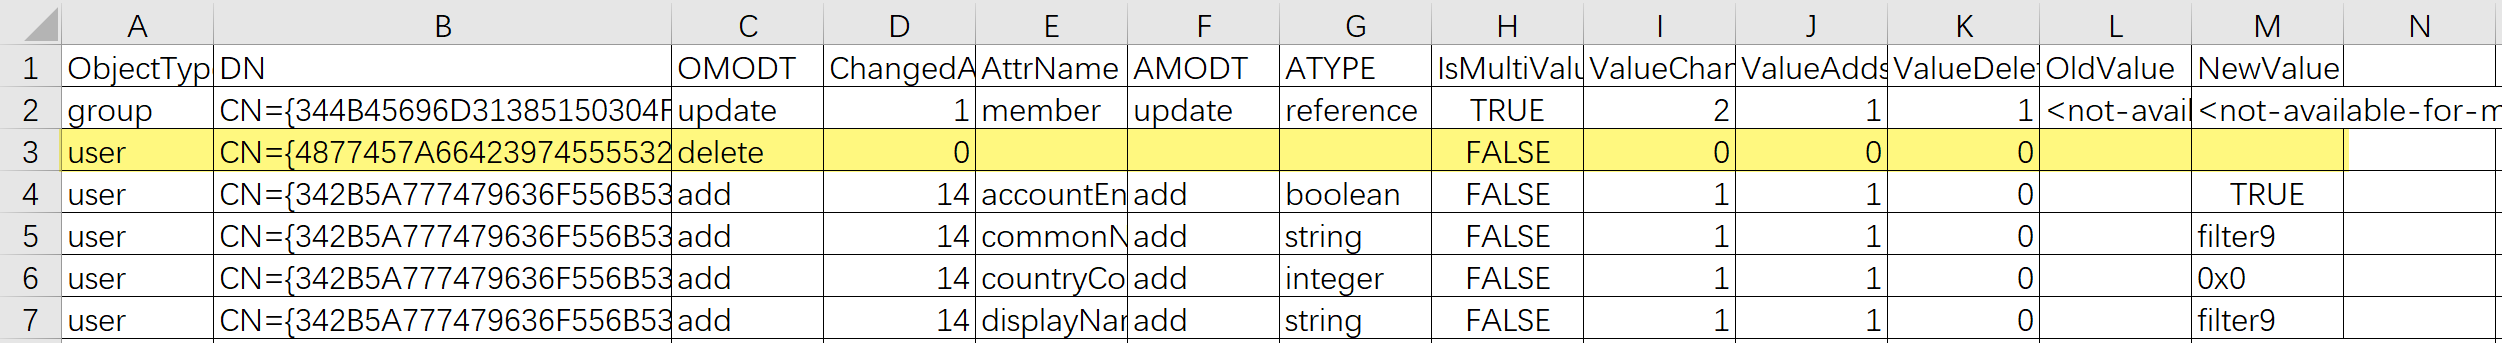 A B C D E F G H I J K L M N
1 ObjectTyp DN OMODT ChangedA AttrName AMODT ATYPE IsMultiValu ValueChar ValueAdds ValueDelet OldValue NewValue
2 group CN={344B45696D31385150304F update 1 member update reference TRUE 2 1 1 <not-avail <not-available-for-m
3 user CN={4877457A66423974555532 delete 0 FALSE 0 0 0
4 user CN={342B5A777479636F556B53 add 14 accountEn add boolean FALSE 1 1 0 TRUE
5 user CN={342B5A777479636F556B53 add 14 commonN add string FALSE 1 1 0 filter9
6 user CN={342B5A777479636F556B53 add 14 countryCo add integer FALSE 1 1 0 0x0
7 user CN={342B5A777479636F556B53 add 14 displayNar add string FALSE 1 1 0 filter9